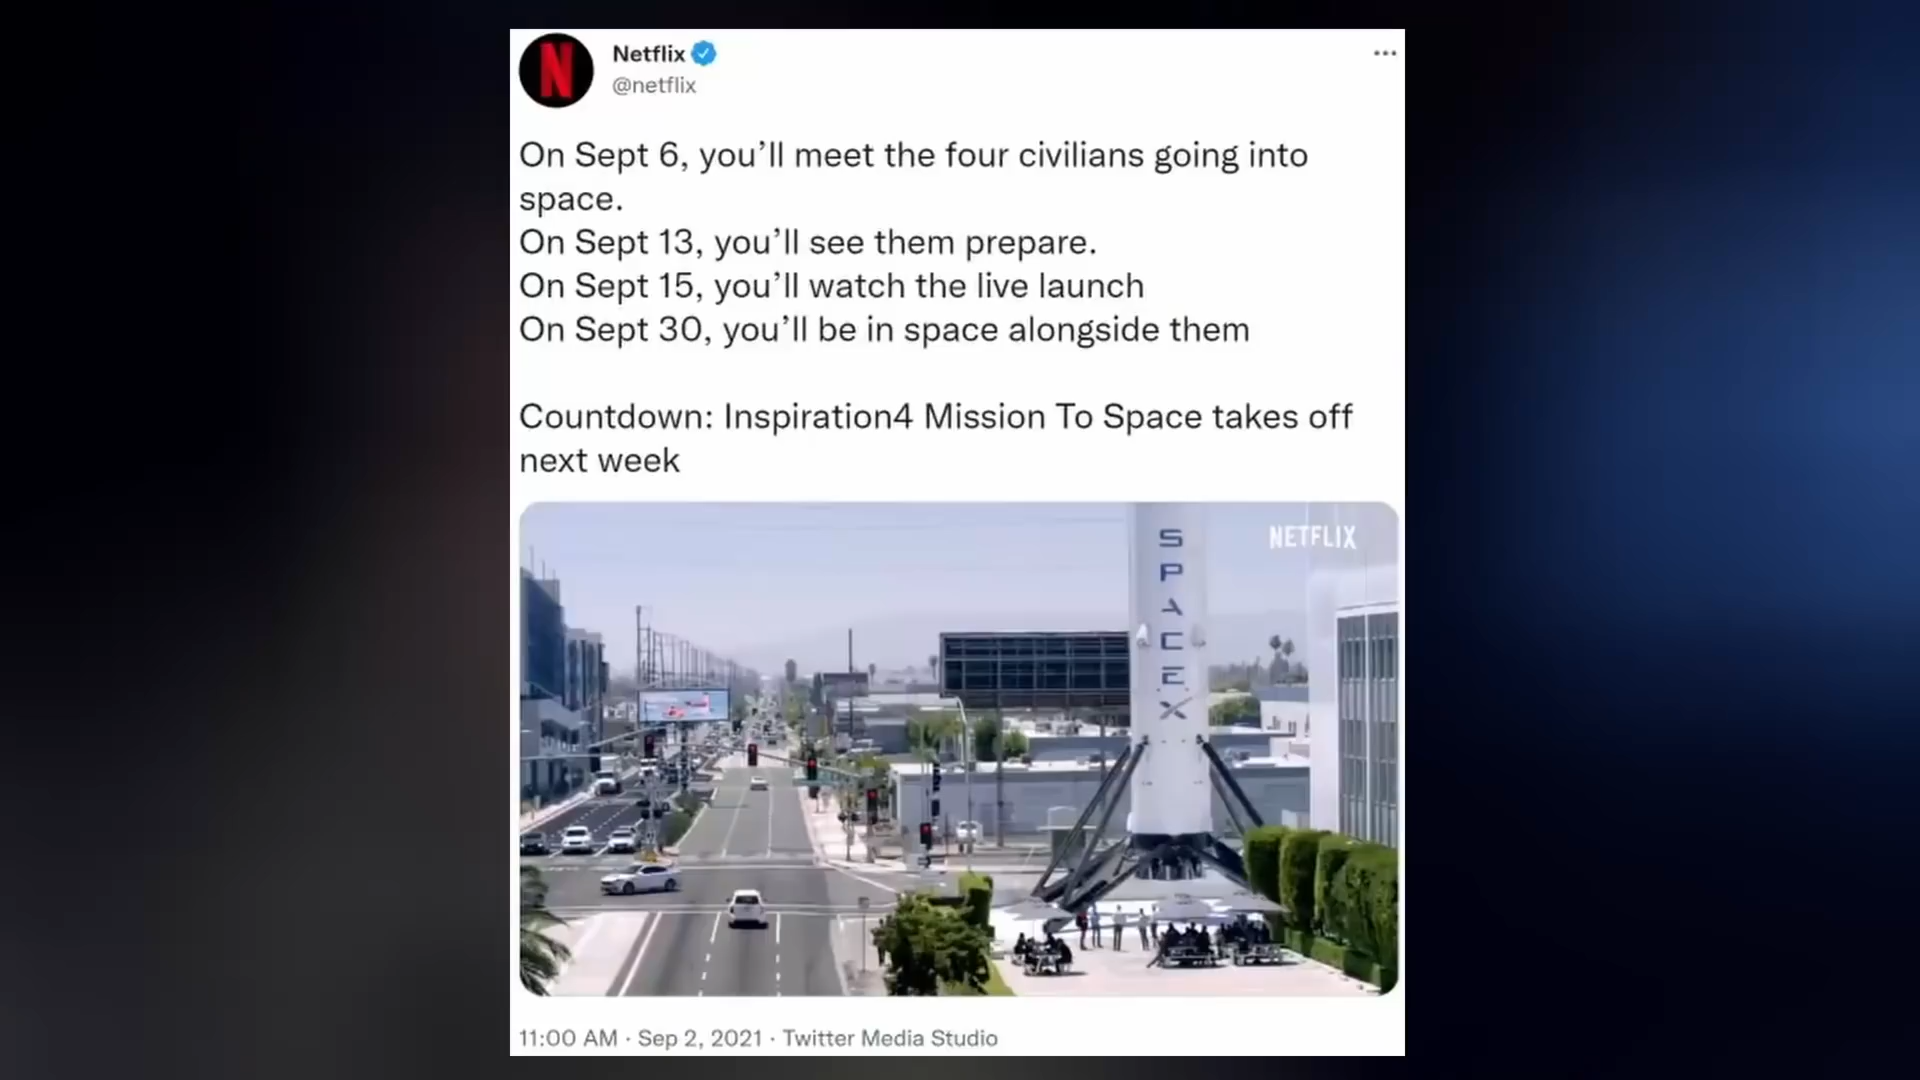 Netflix
@netflix
On Sept 6, you’ll meet the four civilians going into
space.
On Sept 13, you’ll see them prepare.
On Sept 15, you’ll watch the live launch
On Sept 30, you’ll be in space alongside them
Countdown: Inspiration4 Mission To Space takes off
next week
NETFLIX
SPACEX
11:00 AM · Sep 2, 2021 · Twitter Media Studio